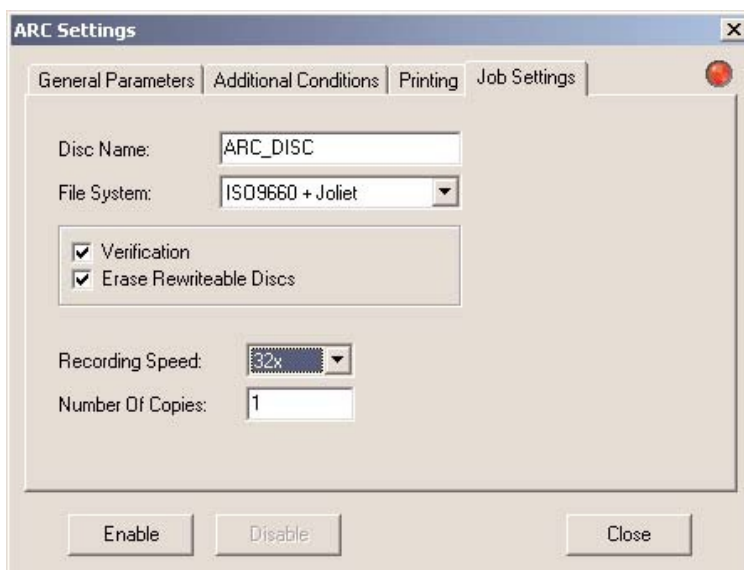 ARC Settings
General Parameters Additional Conditions Printing Job Settings
Disc Name: ARC_DISC
File System: ISO9660 + Joliet
Verification
Erase Rewriteable Discs
Recording Speed: 32x
Number Of Copies: 1
Enable Disable Close